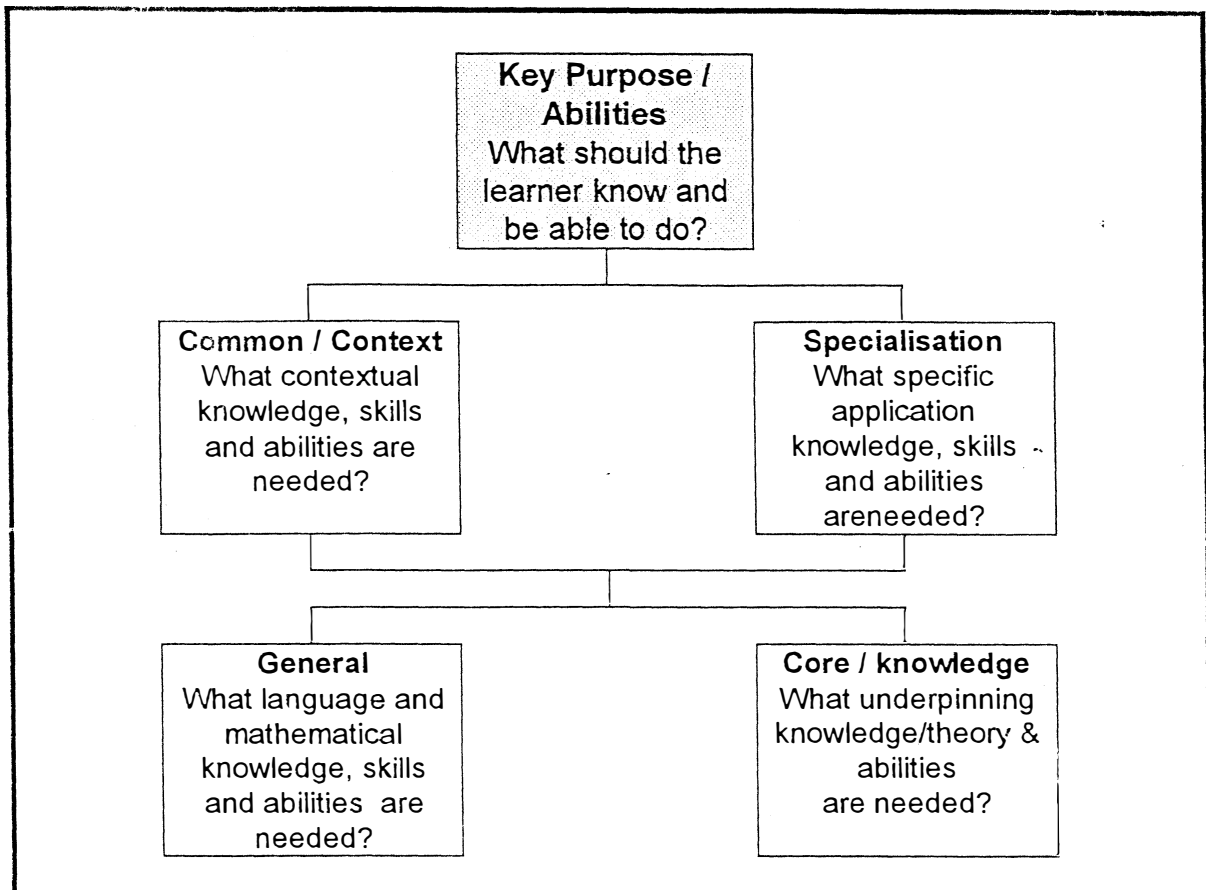 Key Purpose /
Abilities
What should the
learner know and
be able to do?
Common / Context
What contextual
knowledge, skills
and abilities are
needed?
Specialisation
What specific
application
knowledge, skills
and abilities
areneeded?
General
What language and
mathematical
knowledge, skills
and abilities are
needed?
Core / knowledge
What underpinning
knowledge/theory &
abilities
are needed?